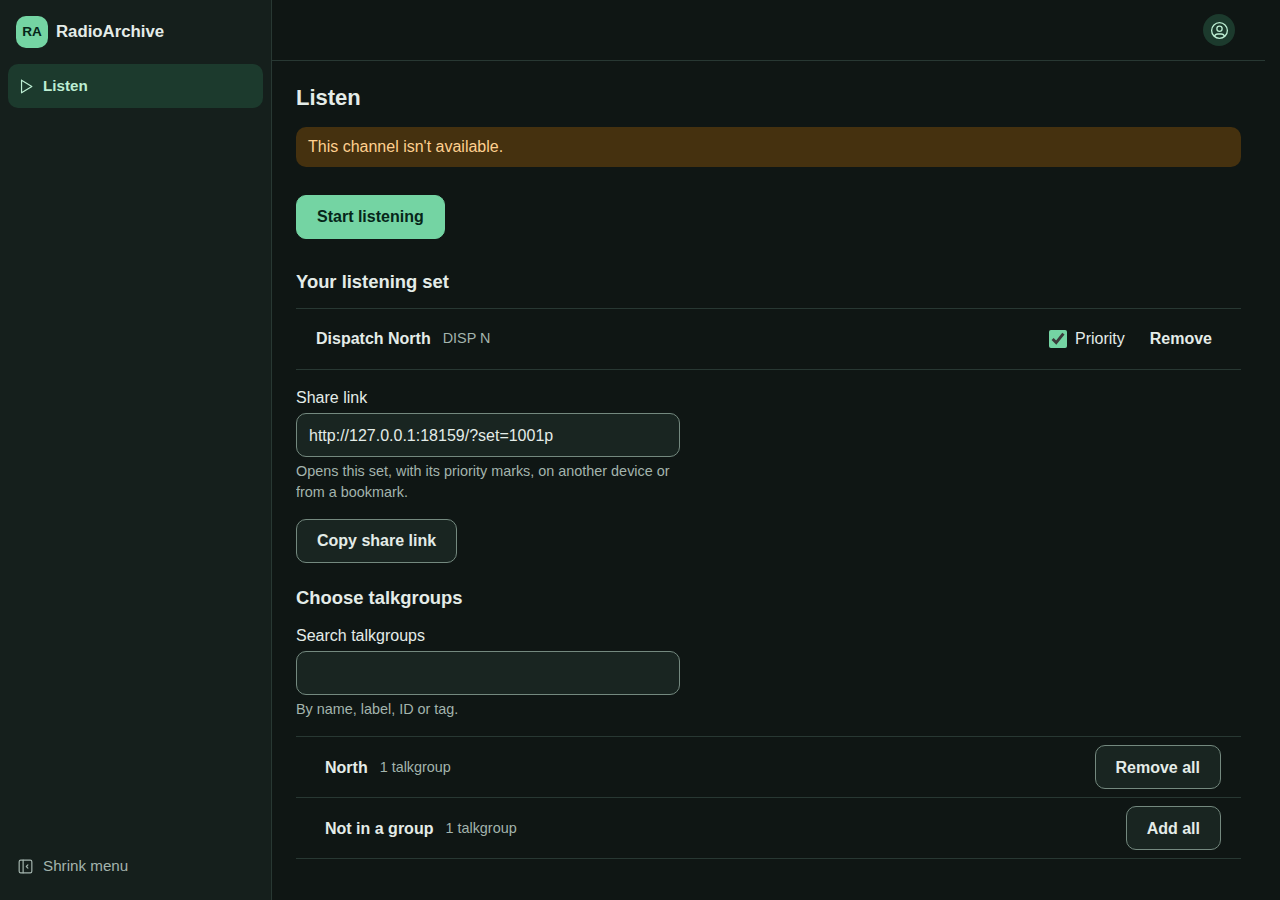 RA RadioArchive
Listen
Listen
This channel isn't available.
Start listening
Your listening set
Dispatch North DISP N Priority Remove
Share link
http://127.0.0.1:18159/?set=1001p
Opens this set, with its priority marks, on another device or
from a bookmark.
Copy share link
Choose talkgroups
Search talkgroups
By name, label, ID or tag.
North 1 talkgroup Remove all
Not in a group 1 talkgroup Add all
Shrink menu